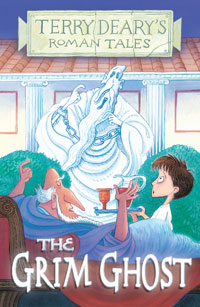 TERRY DEARY'S
ROMAN TALES
THE
GRIM GHOST